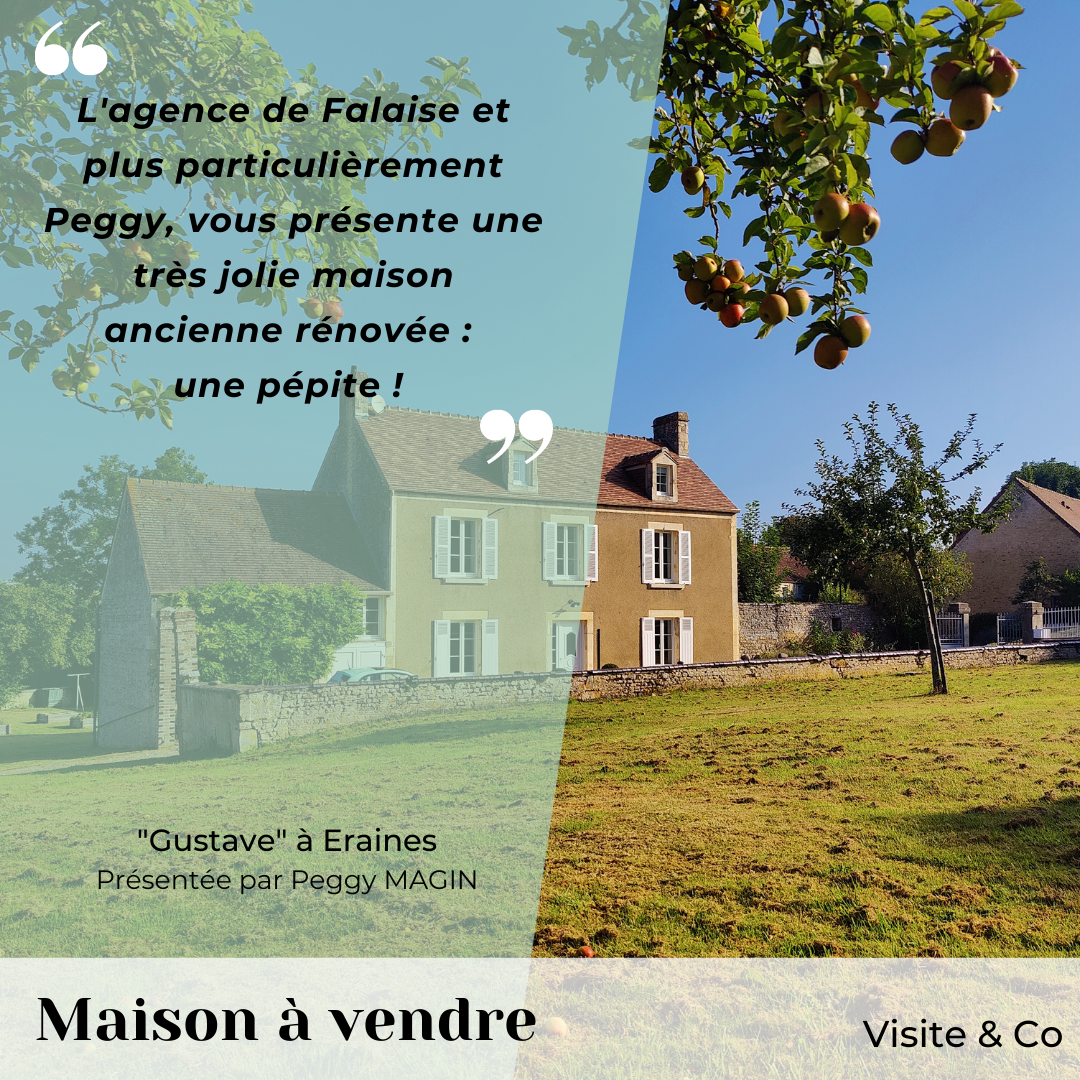 “
L'agence de Falaise et
plus particulièrement
Peggy, vous présente une
très jolie maison
ancienne rénovée :
une pépite !
”
"Gustave" à Eraines
Présentée par Peggy MAGIN
Maison à vendre
Visite & Co